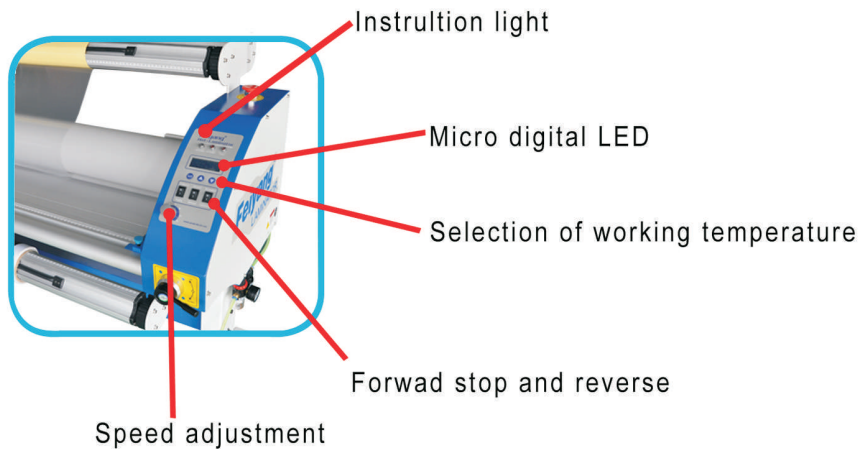 Instrultion light
Micro digital LED
Selection of working temperature
Forwad stop and reverse
Speed adjustment